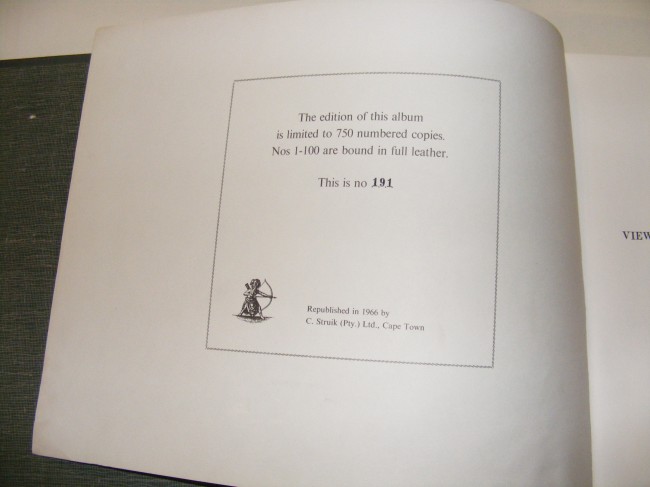 The edition of this album
is limited to 750 numbered copies.
Nos 1-100 are bound in full leather.
This is no 191
Republished in 1966 by
C. Struik (Pty.) Ltd., Cape Town
VIEW